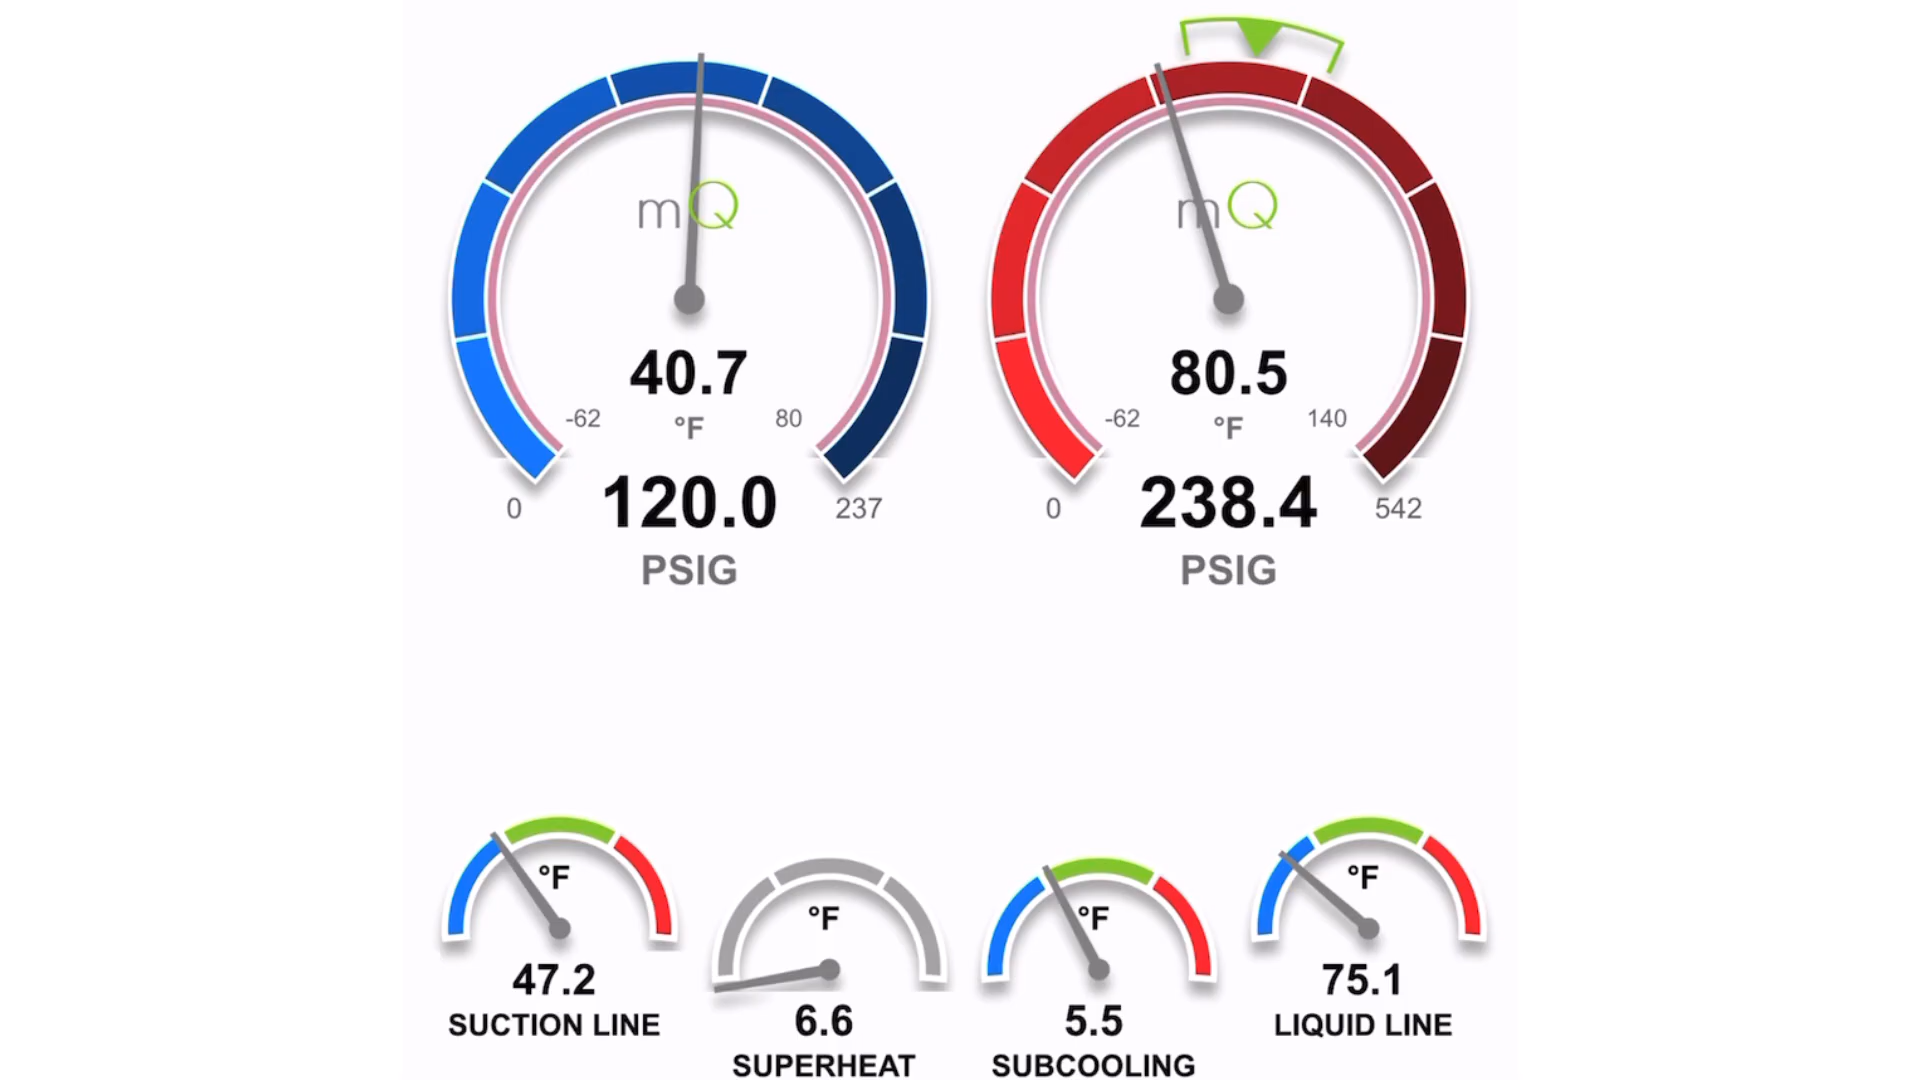 mQ
mQ
40.7
80.5
-62
°F
80
-62
°F
140
0
120.0
237
0
238.4
542
PSIG
PSIG
°F
47.2
SUCTION LINE
°F
6.6
SUPERHEAT
°F
5.5
SUBCOOLING
°F
75.1
LIQUID LINE